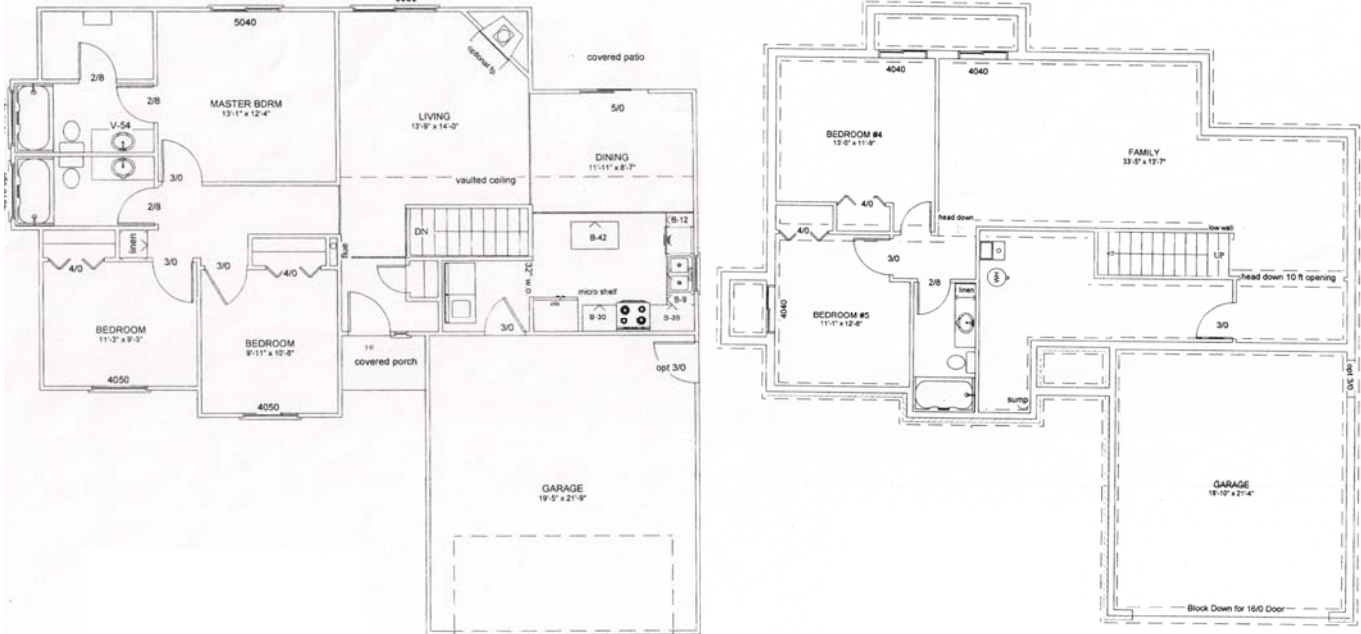 5040
2/8
2/8
MASTER BDRM
13'-1" x 12'-4"
V-54
3/0
2/8
LIVING
13'-9" x 14'-0"
optional fp
covered patio
5/0
DINING
11'-11" x 8'-7"
vaulted ceiling
DN
B-12
B-42
linen
4/0
3/0
3/0
4/0
flue
32" W.O
micro shelf
B-9
B-30
B-36
3/0
BEDROOM
11'-3" x 9'-3"
BEDROOM
9'-11" x 10'-8"
4050
4050
covered porch
opt 3/0
GARAGE
19'-5" x 21'-9"
4040
4040
BEDROOM #4
13'-0" x 11'-9"
FAMILY
33'-5" x 13'-7"
4/0
4/0
head down
low wall
3/0
UP
HW
head down 10 ft opening
2/8
linen
4040
BEDROOM #5
11'-1" x 12'-6"
3/0
sump
opt 3/0
GARAGE
18'-10" x 21'-4"
Block Down for 16/0 Door